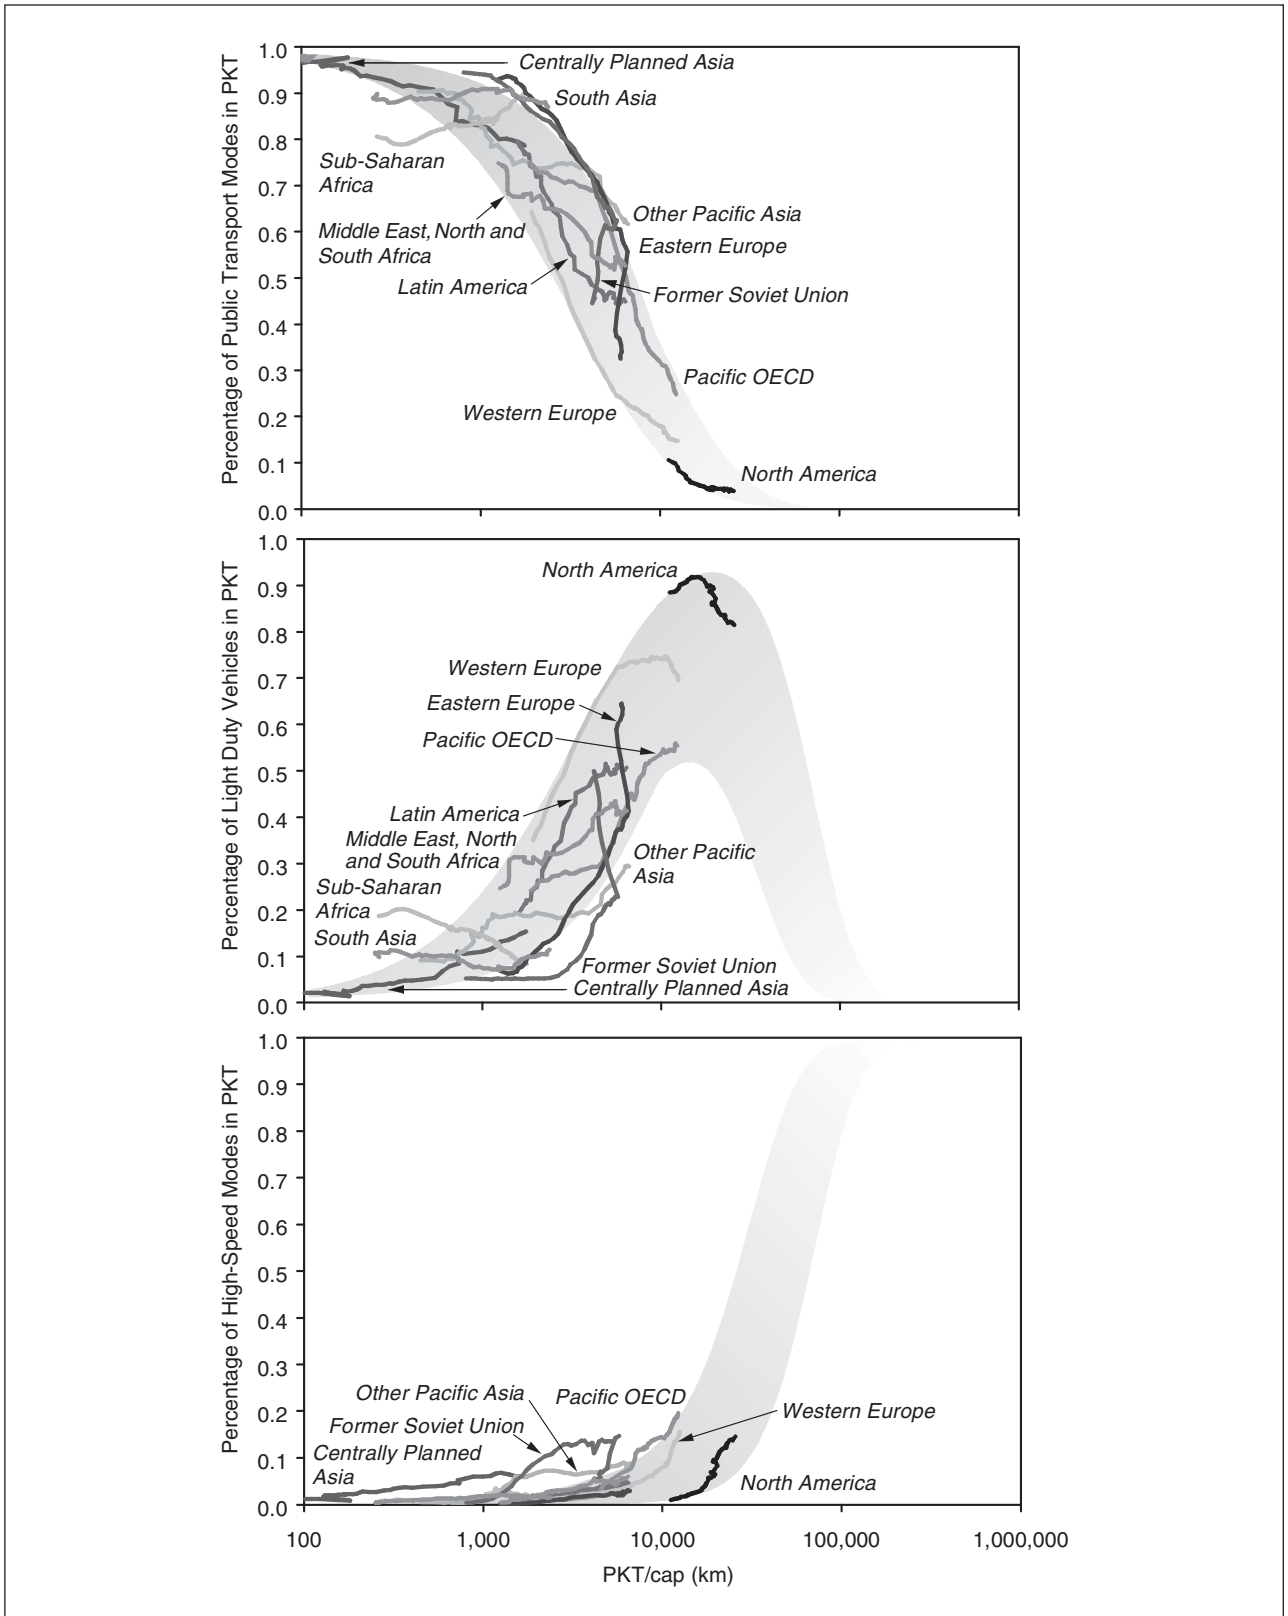 Percentage of Public Transport Modes in PKT
1.0
0.9
0.8
0.7
0.6
0.5
0.4
0.3
0.2
0.1
0.0
Centrally Planned Asia
South Asia
Sub-Saharan
Africa
Middle East, North and
South Africa
Latin America
Other Pacific Asia
Eastern Europe
Former Soviet Union
Pacific OECD
Western Europe
North America
Percentage of Light Duty Vehicles in PKT
1.0
0.9
0.8
0.7
0.6
0.5
0.4
0.3
0.2
0.1
0.0
North America
Western Europe
Eastern Europe
Pacific OECD
Latin America
Middle East, North
and South Africa
Other Pacific
Asia
Sub-Saharan
Africa
South Asia
Former Soviet Union
Centrally Planned Asia
Percentage of High-Speed Modes in PKT
1.0
0.9
0.8
0.7
0.6
0.5
0.4
0.3
0.2
0.1
0.0
Other Pacific Asia
Pacific OECD
Former Soviet Union
Centrally Planned
Asia
Western Europe
North America
100
1,000
10,000
100,000
1,000,000
PKT/cap (km)